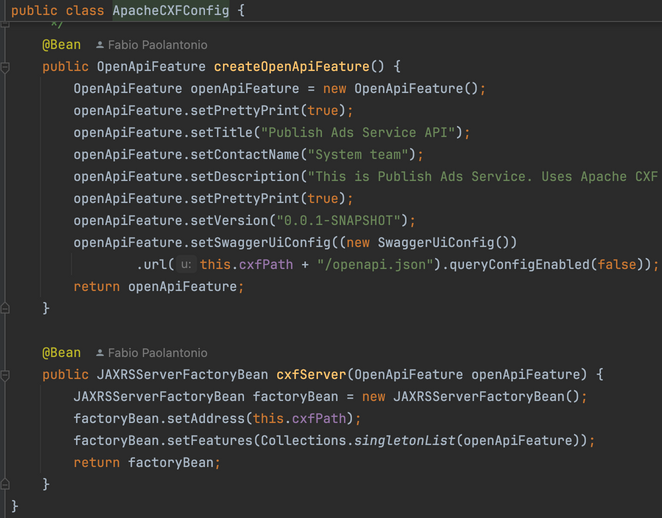 public class ApacheCXFConfig {
*/
@Bean Fabio Paolantonio
public OpenApiFeature createOpenApiFeature() {
OpenApiFeature openApiFeature = new OpenApiFeature();
openApiFeature.setPrettyPrint(true);
openApiFeature.setTitle("Publish Ads Service API");
openApiFeature.setContactName("System team");
openApiFeature.setDescription("This is Publish Ads Service. Uses Apache CXF
openApiFeature.setPrettyPrint(true);
openApiFeature.setVersion("0.0.1-SNAPSHOT");
openApiFeature.setSwaggerUiConfig((new SwaggerUiConfig())
.url( u: this.cxfPath + "/openapi.json").queryConfigEnabled(false));
return openApiFeature;
}
@Bean Fabio Paolantonio
public JAXRSServerFactoryBean cxfServer(OpenApiFeature openApiFeature) {
JAXRSServerFactoryBean factoryBean = new JAXRSServerFactoryBean();
factoryBean.setAddress(this.cxfPath);
factoryBean.setFeatures(Collections.singletonList(openApiFeature));
return factoryBean;
}
}